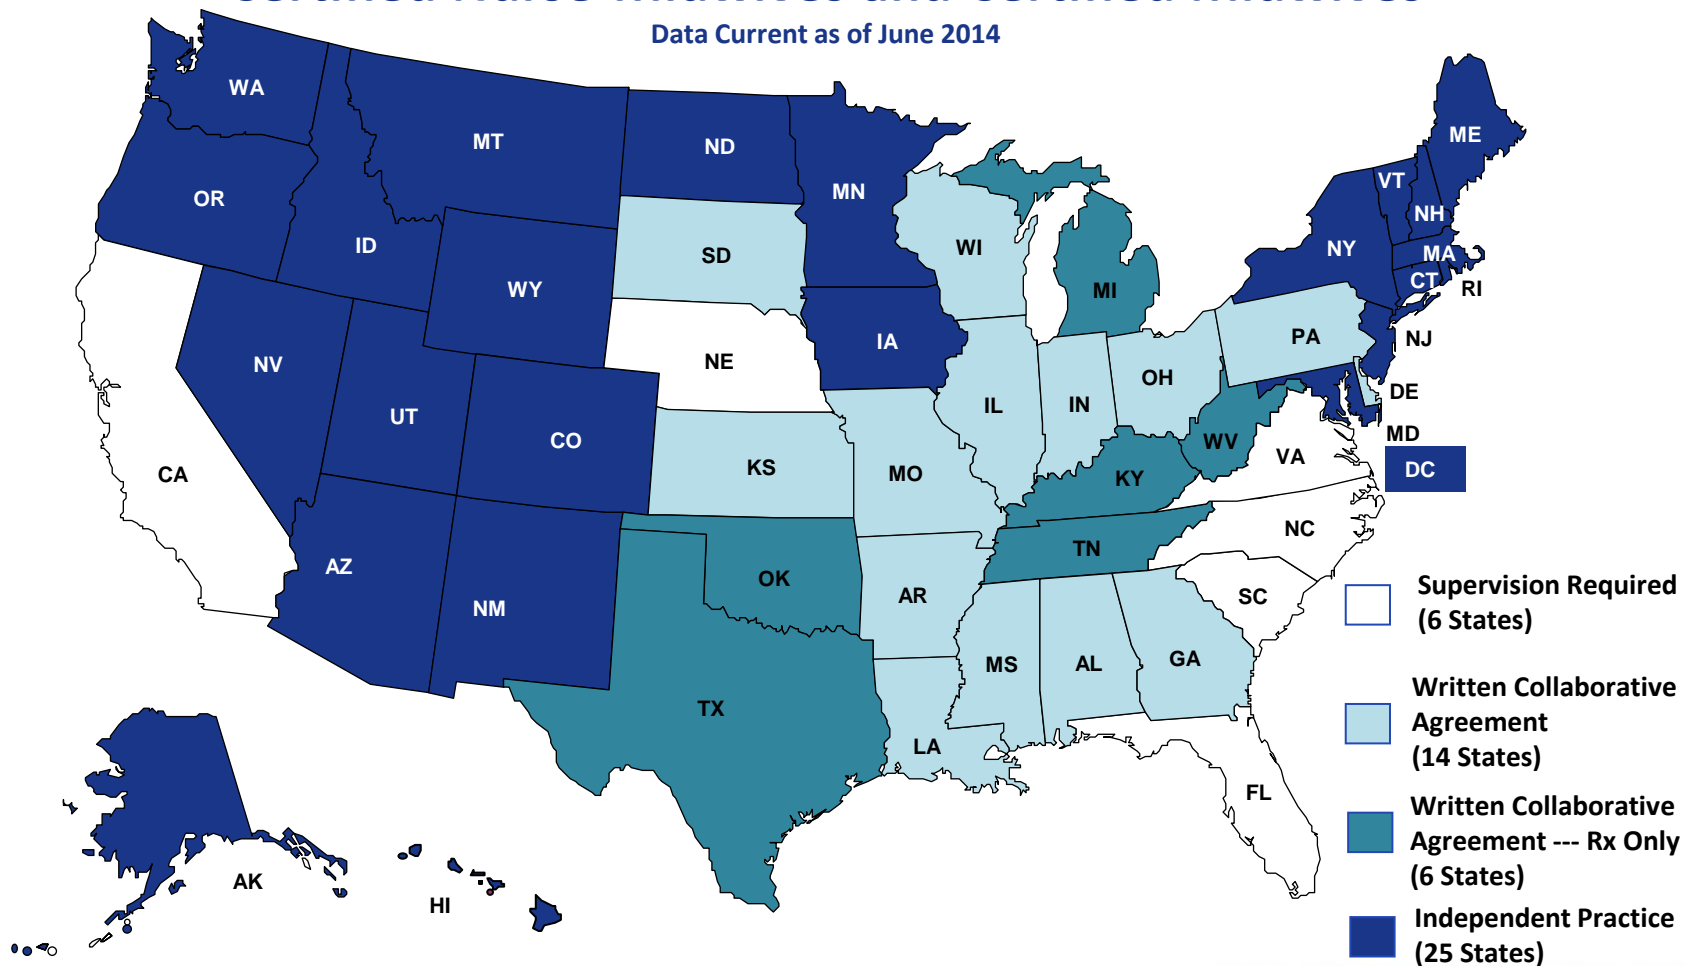 Data Current as of June 2014
WA
MT
ND
MN
ME
OR
ID
SD
WI
MI
VT
NH
NY
MA
CT
RI
WY
NV
NE
IA
PA
NJ
UT
CO
IL
IN
OH
DE
MD
CA
KS
MO
KY
WV
VA
DC
AZ
NM
OK
AR
TN
NC
SC
TX
LA
MS
AL
GA
FL
AK
HI
Supervision Required
(6 States)
Written Collaborative
Agreement
(14 States)
Written Collaborative
Agreement --- Rx Only
(6 States)
Independent Practice
(25 States)